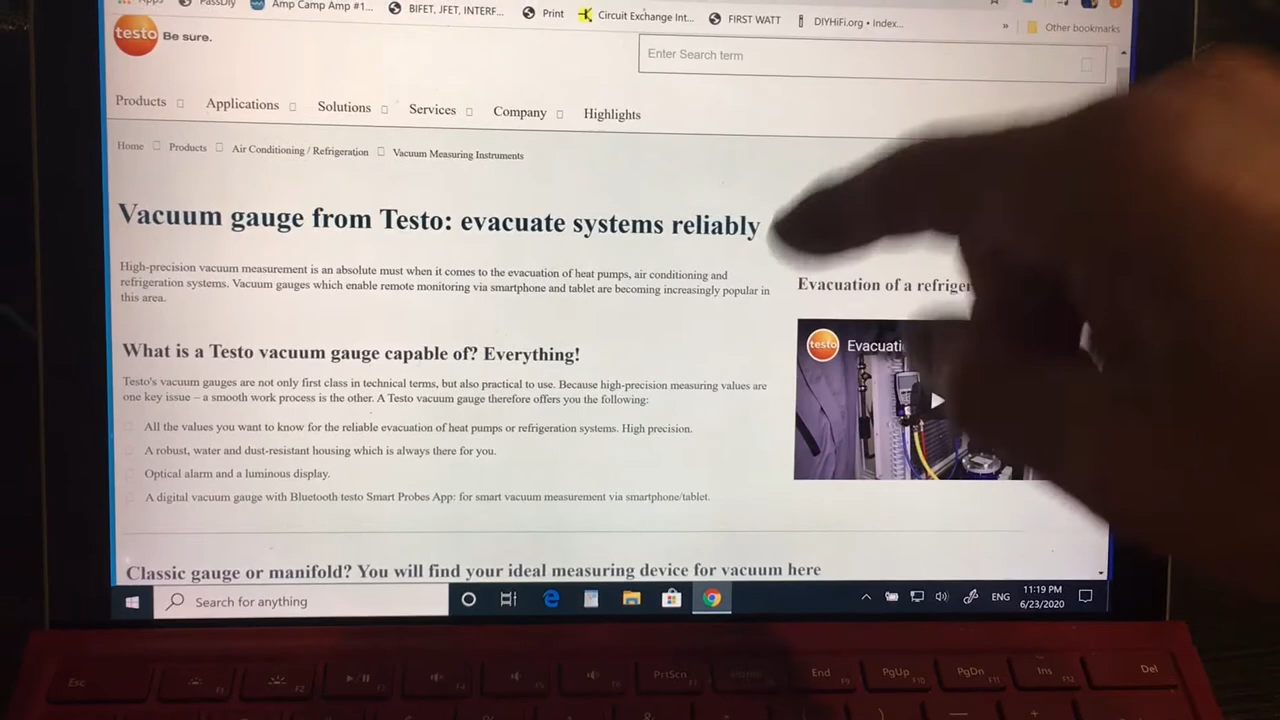 PassDiy
Amp Camp Amp #1...
BIFET, JFET, INTERF...
Print
Circuit Exchange Int...
FIRST WATT
DIYHiFi.org • Index...
»
Other bookmarks
testo
Be sure.
Enter Search term
Products
Applications
Solutions
Services
Company
Highlights
Home
Products
Air Conditioning / Refrigeration
Vacuum Measuring Instruments
Vacuum gauge from Testo: evacuate systems reliably
High-precision vacuum measurement is an absolute must when it comes to the evacuation of heat pumps, air conditioning and
refrigeration systems. Vacuum gauges which enable remote monitoring via smartphone and tablet are becoming increasingly popular in
this area.
Evacuation of a refriger
testo
Evacuati
What is a Testo vacuum gauge capable of? Everything!
Testo's vacuum gauges are not only first class in technical terms, but also practical to use. Because high-precision measuring values are
one key issue – a smooth work process is the other. A Testo vacuum gauge therefore offers you the following:
All the values you want to know for the reliable evacuation of heat pumps or refrigeration systems. High precision.
A robust, water and dust-resistant housing which is always there for you.
Optical alarm and a luminous display.
A digital vacuum gauge with Bluetooth testo Smart Probes App: for smart vacuum measurement via smartphone/tablet.
Classic gauge or manifold? You will find your ideal measuring device for vacuum here
Search for anything
ENG
11:19 PM
6/23/2020
Esc
F1
F2
F3
F4
F5
F6
PrtScn
End
F9
PgUp
F10
PgDn
F11
Ins
F12
Del